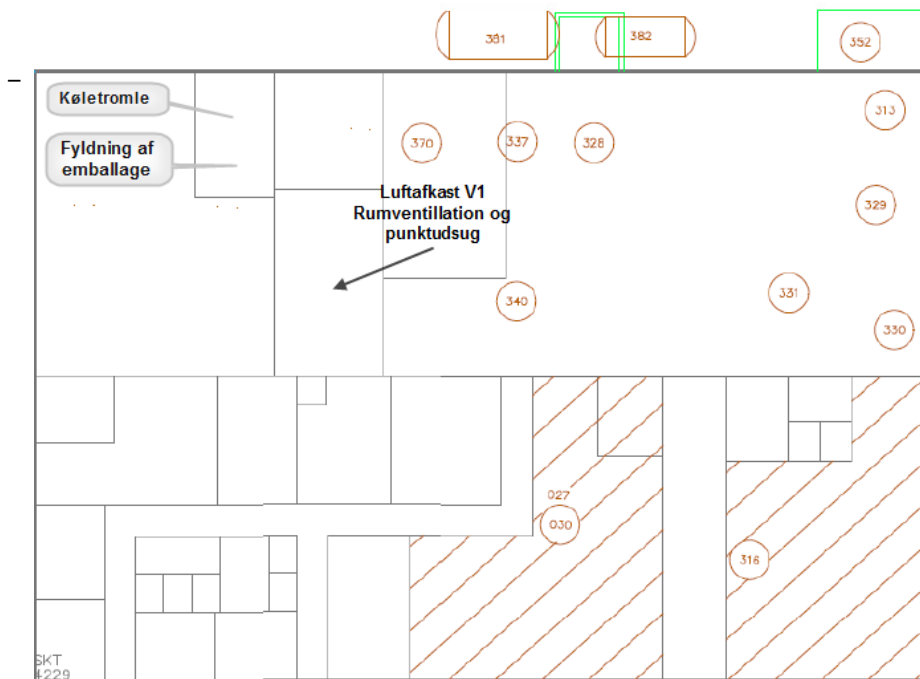 381
382
352
Køletromle
313
370
337
328
Fyldning af
emballage
Luftafkast V1
Rumventillation og
punktudsug
329
340
331
330
027
030
316
SKT
4229